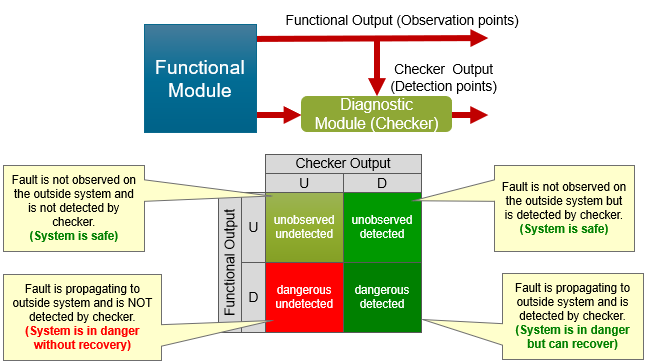 Functional Output (Observation points)
Functional
Module
Checker  Output
(Detection points)
Diagnostic
Module (Checker)
Checker Output
U
D
Fault is not observed on
the outside system and
is not detected by
checker.
(System is safe)
Fault is not observed on
the outside system but
is detected by checker.
(System is safe)
Functional Output
U
unobserved
undetected
unobserved
detected
D
dangerous
undetected
dangerous
detected
Fault is propagating to
outside system and is NOT
detected by checker.
(System is in danger
without recovery)
Fault is propagating to
outside system and is
detected by checker.
(System is in danger
but can recover)